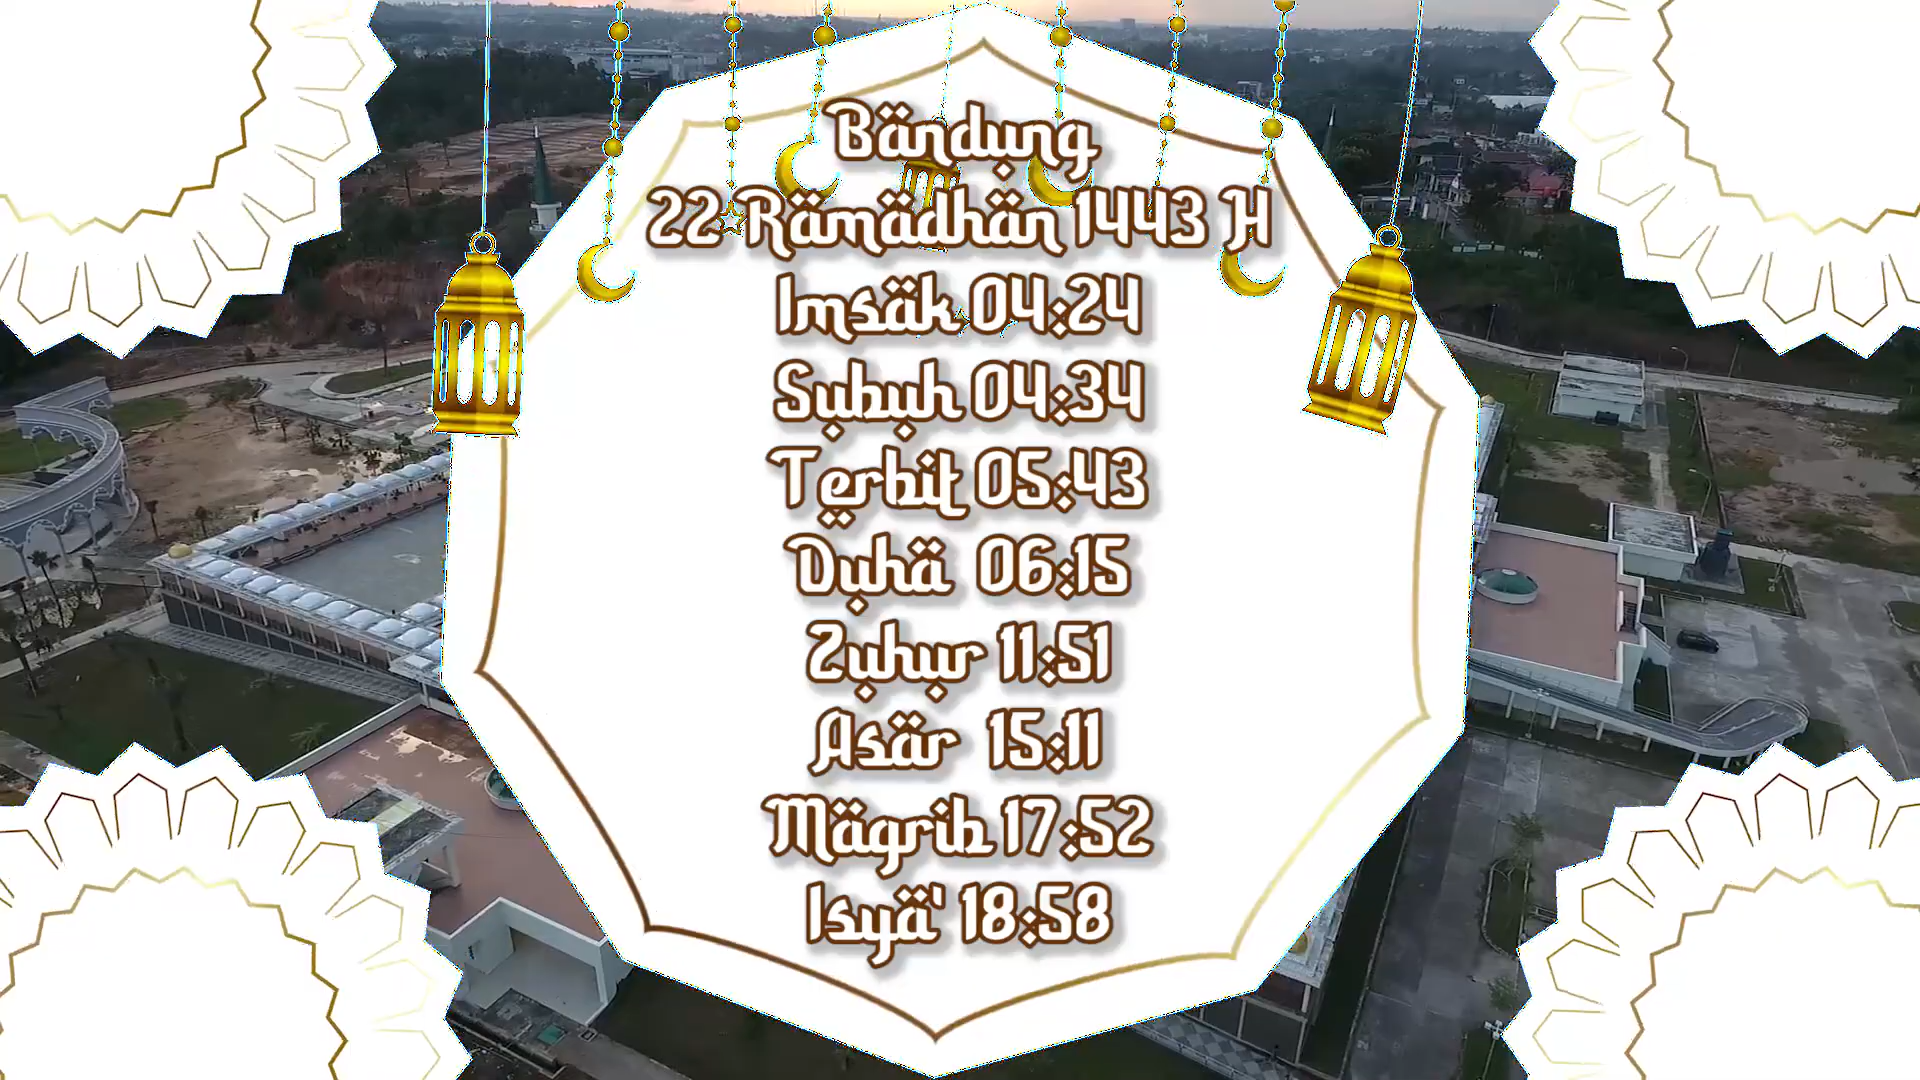 Bandung
22 Ramadhan 1443 H
Imsak 04:24
Subuh 04:34
Terbit 05:43
Duha 06:15
Zuhur 11:51
Asar 15:11
Magrib 17:52
Isya' 18:58